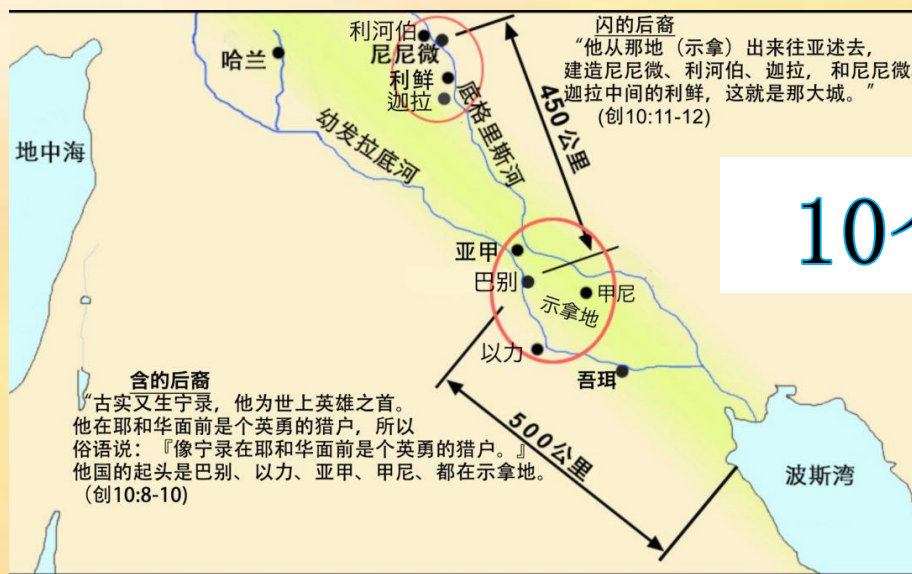 闪的后裔
“他从那地（示拿）出来往亚述去，
建造尼尼微、利河伯、迦拉， 和尼尼微
迦拉中间的利鲜，这就是那大城。”
(创10:11-12)
利河伯
尼尼微
哈兰
利鲜
迦拉
底格里斯河
450公里
地中海
幼发拉底河
10
亚甲
巴别
甲尼
示拿地
以力
吾珥
500公里
波斯湾
含的后裔
“古实又生宁录，他为世上英雄之首。
他在耶和华面前是个英勇的猎户，所以
俗语说：『像宁录在耶和华面前是个英勇的猎户。』
他国的起头是巴别、以力、亚甲、甲尼、都在示拿地。
(创10:8-10)